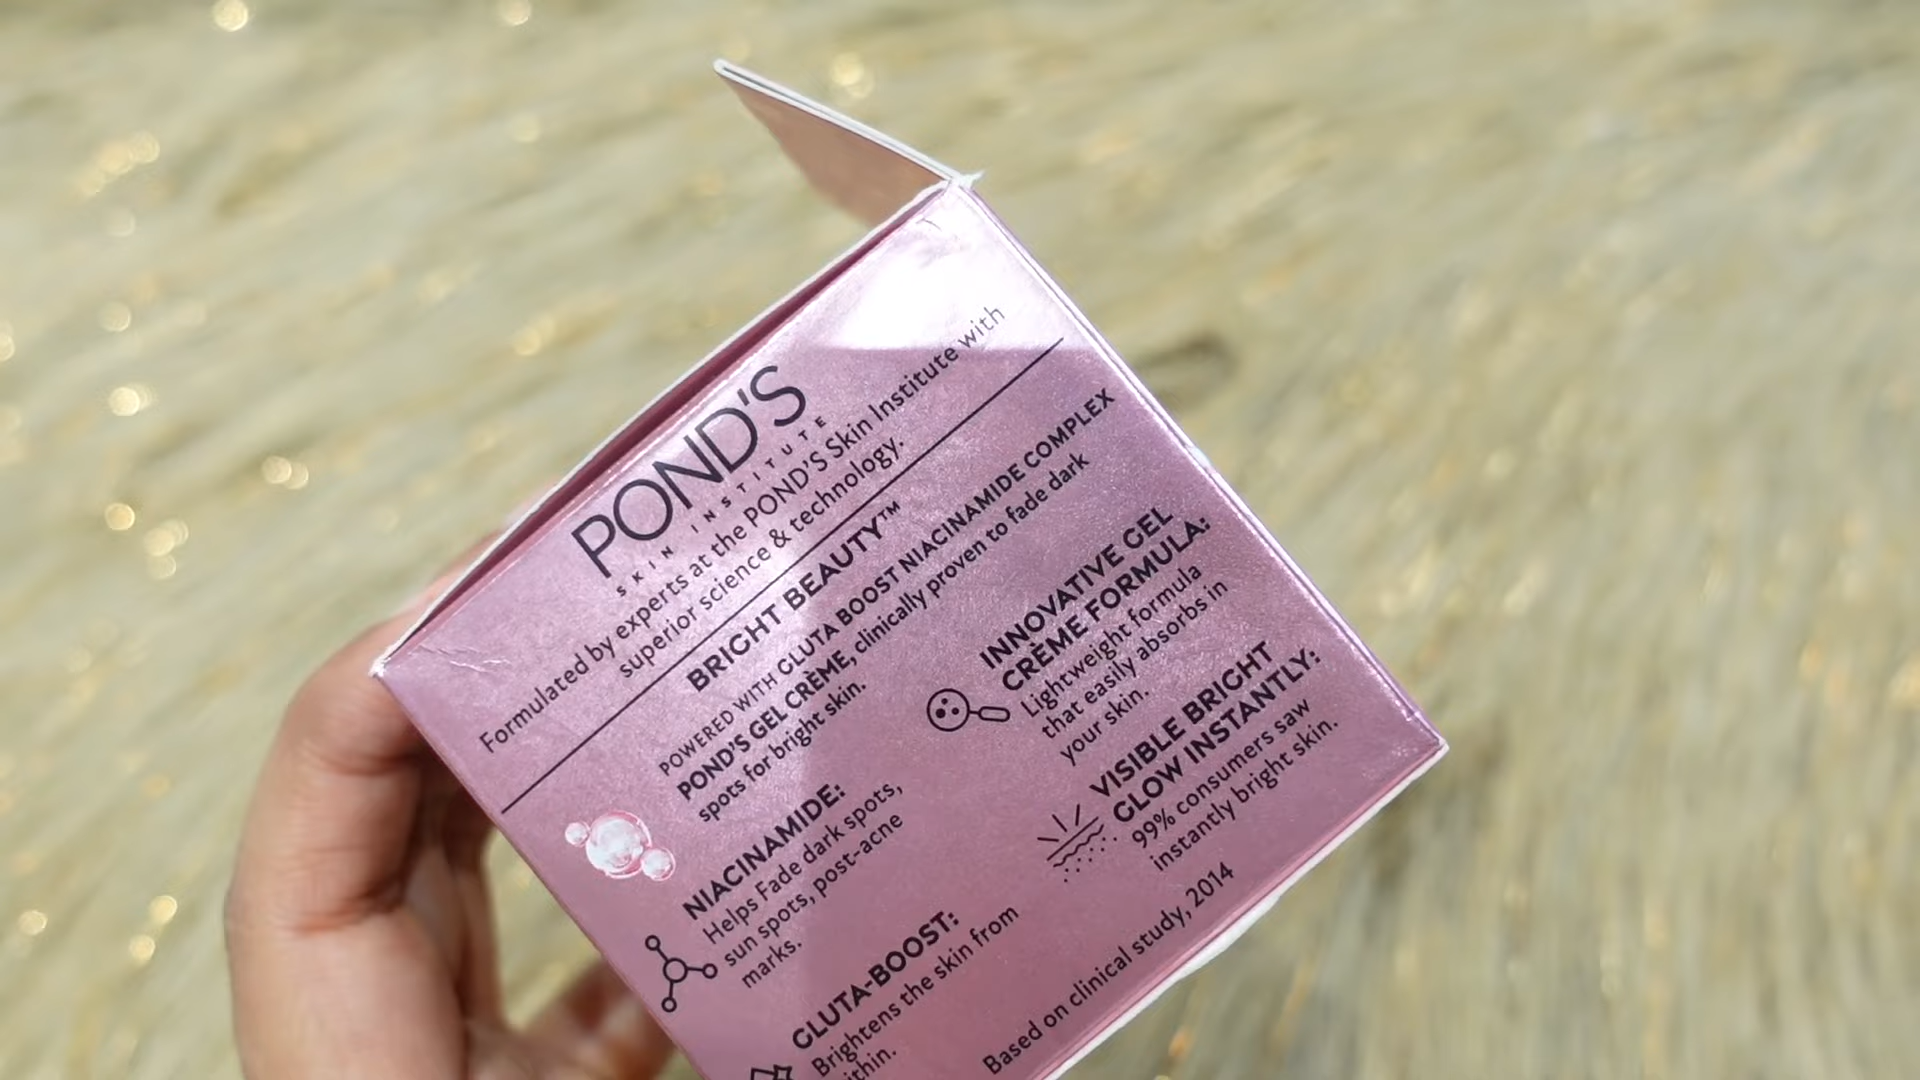 POND'S
SKIN INSTITUTE
Formulated by experts at the POND'S Skin Institute with
superior science & technology.
BRIGHT BEAUTY™
POWERED WITH GLUTA BOOST NIACINAMIDE COMPLEX
POND'S GEL CRÈME, clinically proven to fade dark
spots for bright skin.
NIACINAMIDE:
Helps Fade dark spots,
sun spots, post-acne
marks.
GLUTA-BOOST:
Brightens the skin from
INNOVATIVE GEL
CRÈME FORMULA:
Lightweight formula
that easily absorbs in
your skin.
VISIBLE BRIGHT
GLOW INSTANTLY:
99% consumers saw
instantly bright skin.
Based on clinical study, 2014